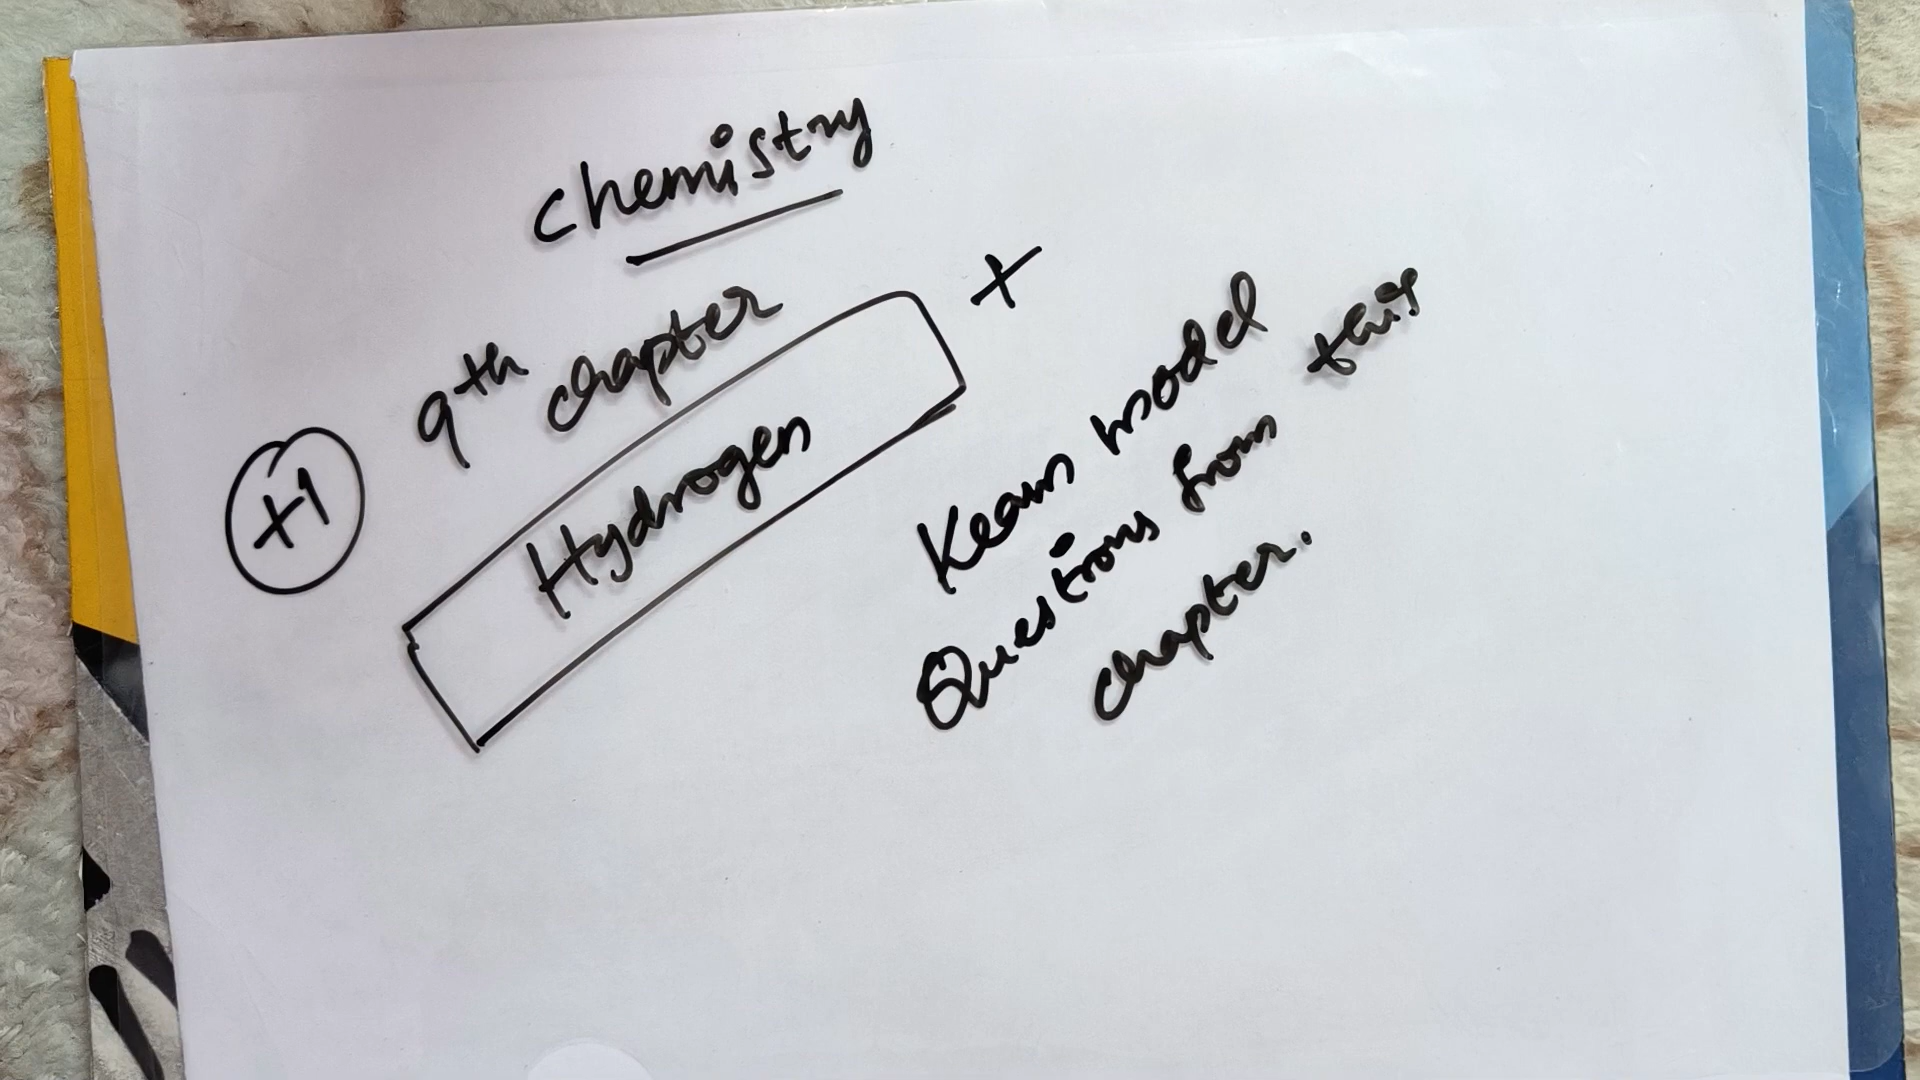 Chemistry
+1
9th chapter
Hydrogen
+
Keam model
Questions from this
chapter.